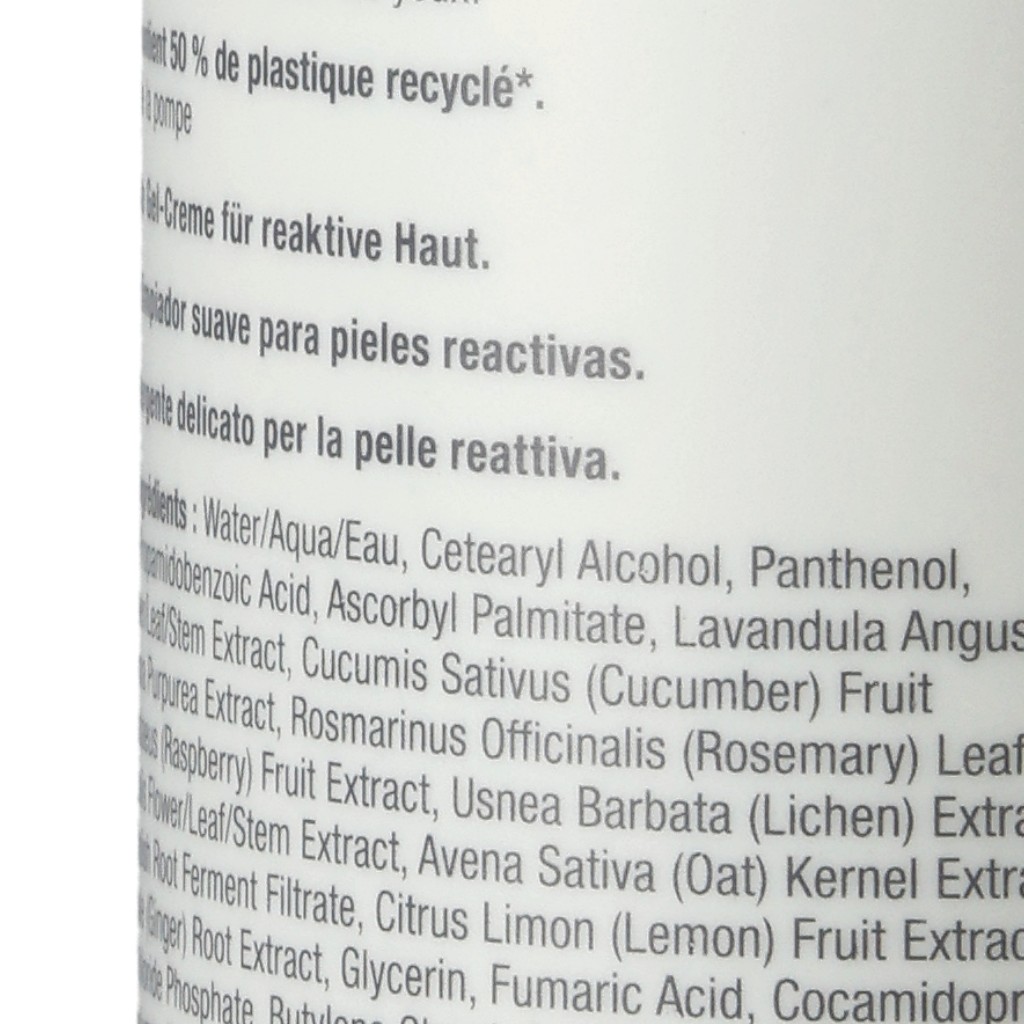 50 % de plastique recyclé*.
la pompe
Gel-Creme für reaktive Haut.
suave para pieles reactivas.
delicato per la pelle reattiva.
: Water/Aqua/Eau, Cetearyl Alcohol, Panthenol,
Acid, Ascorbyl Palmitate, Lavandula Angus
Leaf/Stem Extract, Cucumis Sativus (Cucumber) Fruit
Purpurea Extract, Rosmarinus Officinalis (Rosemary) Leaf
(Raspberry) Fruit Extract, Usnea Barbata (Lichen) Extra
Flower/Leaf/Stem Extract, Avena Sativa (Oat) Kernel Extra
Root Ferment Filtrate, Citrus Limon (Lemon) Fruit Extrac
(Ginger) Root Extract, Glycerin, Fumaric Acid, Cocamidopr
Phosphate,